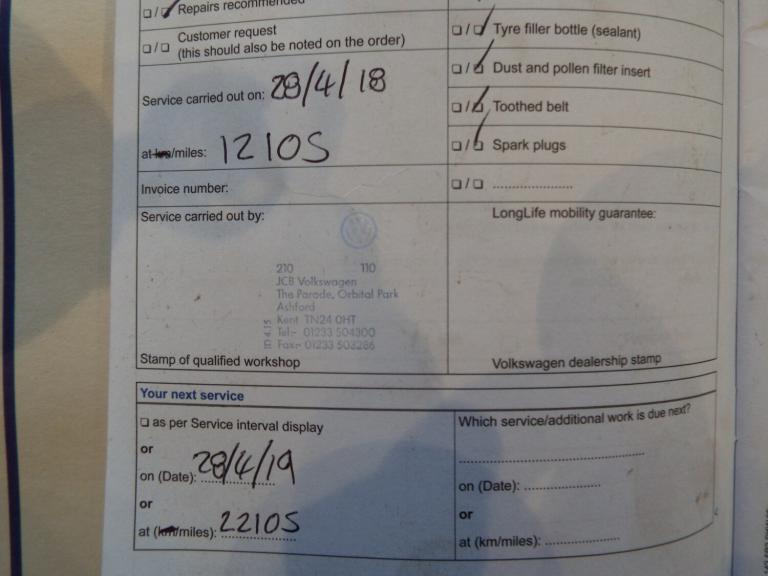 ☐ / ☐ Repairs recommended
☐ / ☐ Customer request
(this should also be noted on the order)
Service carried out on: 28/4/18
at km/miles: 12105
Invoice number:
Service carried out by:
210 110
JCB Volkswagen
The Parade, Orbital Park
Ashford
Kent TN24 0HT
Tel:- 01233 504300
Fax:- 01233 503286
Stamp of qualified workshop
☐ / ☐ Tyre filler bottle (sealant)
☐ / ☐ Dust and pollen filter insert
☐ / ☐ Toothed belt
☐ / ☐ Spark plugs
☐ / ☐ ....................
LongLife mobility guarantee:
Volkswagen dealership stamp
Your next service
☐ as per Service interval display
or
on (Date): 28/4/19
or
at (km/miles): 22105
Which service/additional work is due next?
on (Date): ....................
or
at (km/miles): ....................